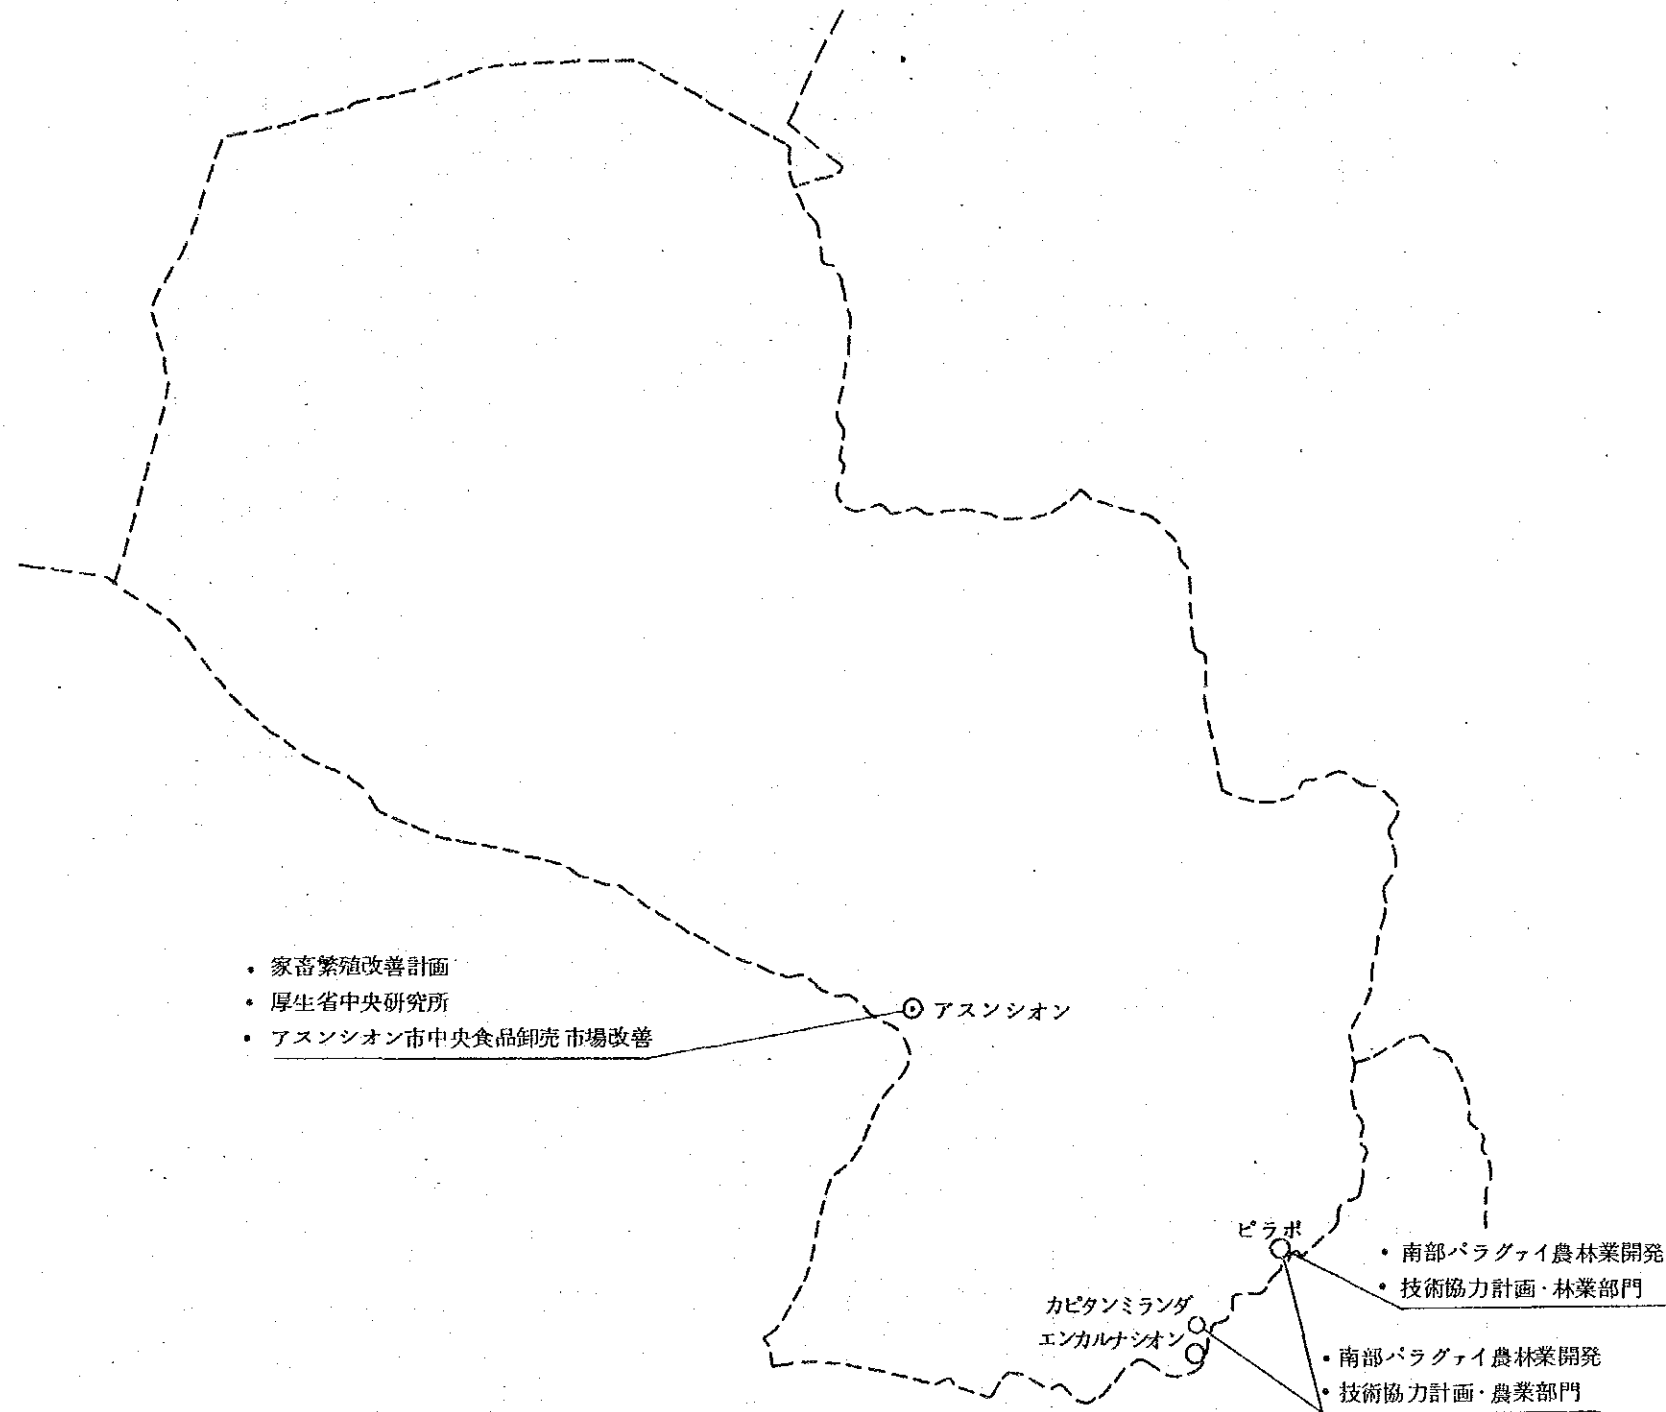 ・ 家畜繁殖改善計画
・ 厚生省中央研究所
・ アスンシオン市中央食品卸売市場改善
アスンシオン
ピラポ
・ 南部パラグァイ農林業開発
・ 技術協力計画・林業部門
カピタンミランダ
エンカルナシオン
・ 南部パラグァイ農林業開発
・ 技術協力計画・農業部門